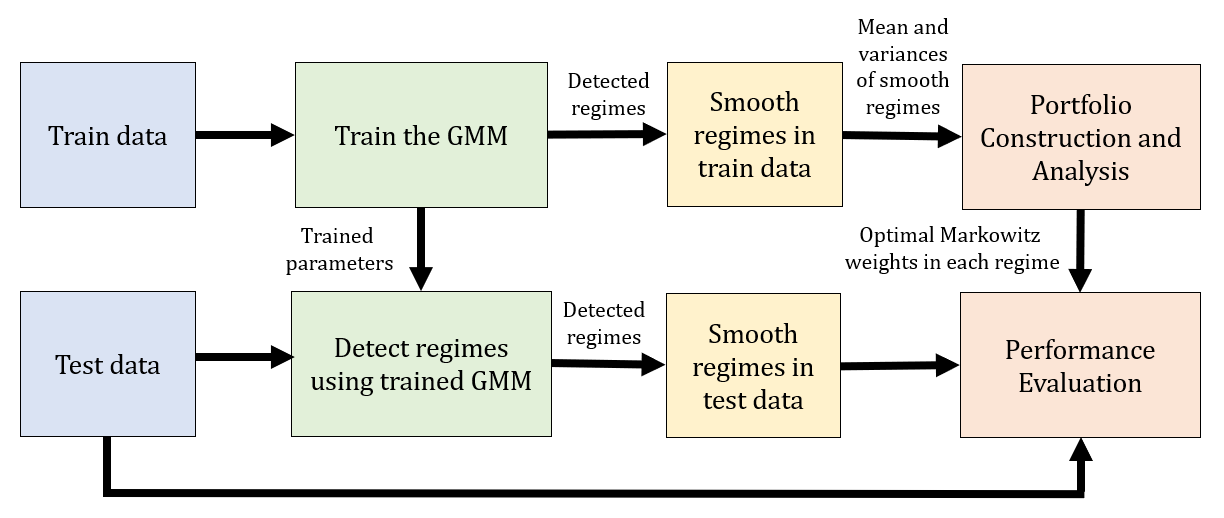 Train data
Train the GMM
Detected
regimes
Smooth
regimes in
train data
Mean and
variances
of smooth
regimes
Portfolio
Construction and
Analysis
Trained
parameters
Optimal Markowitz
weights in each regime
Test data
Detect regimes
using trained GMM
Detected
regimes
Smooth
regimes in
test data
Performance
Evaluation